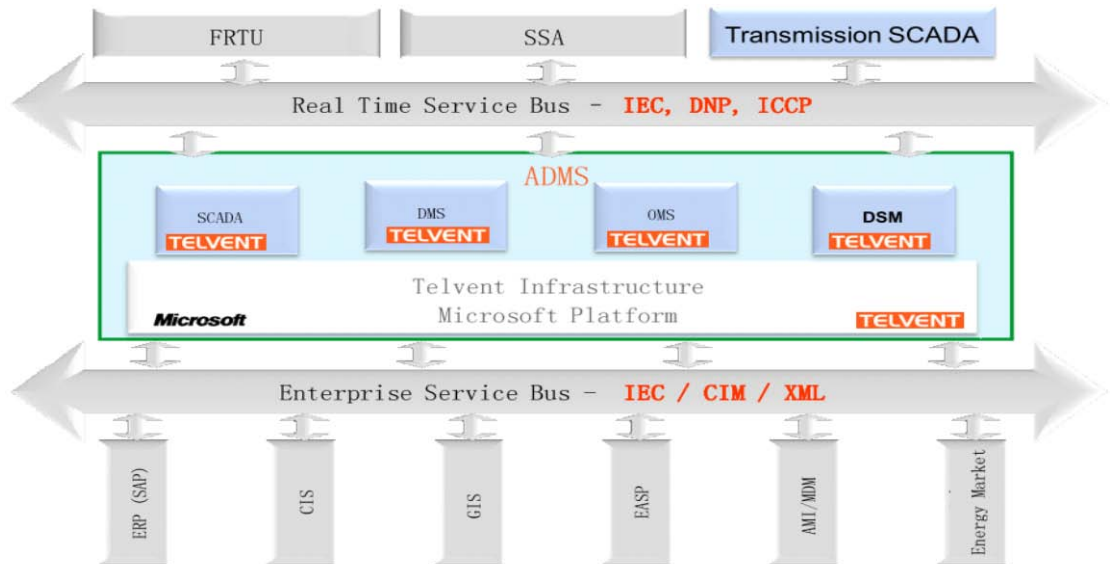 FRTU
SSA
Transmission SCADA
Real Time Service Bus - IEC, DNP, ICCP
ADMS
SCADA
TELVENT
DMS
TELVENT
OMS
TELVENT
DSM
TELVENT
Telvent Infrastructure
Microsoft Platform
Microsoft
TELVENT
Enterprise Service Bus - IEC / CIM / XML
ERP (SAP)
CIS
GIS
EASP
AMI/MDM
Energy Market